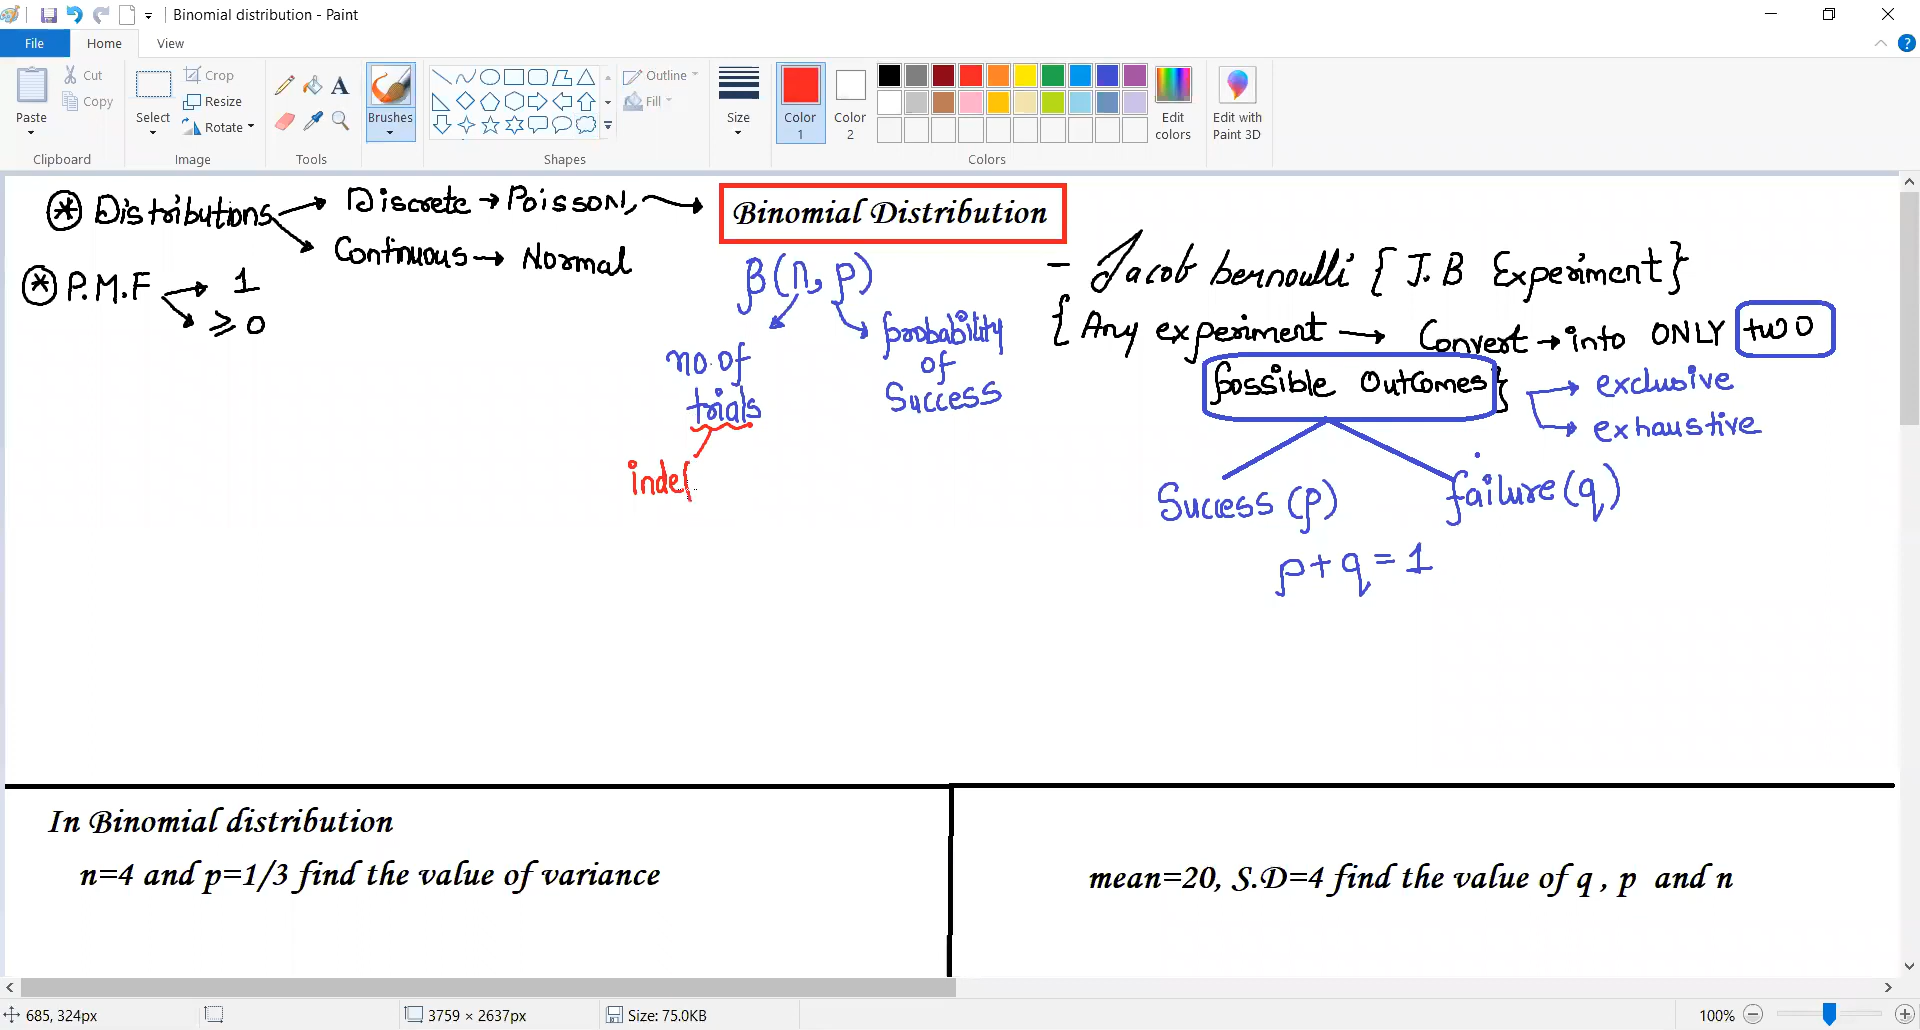 Binomial distribution - Paint
File Home View
Paste
Cut
Copy
Clipboard
Select
Crop
Resize
Rotate
Image
A
Tools
Brushes
Outline
Fill
Shapes
Size
Color 1
Color 2
Colors
Edit colors
Edit with Paint 3D
* Distributions → Discrete → Poisson, → Binomial Distribution
→ Continuous → Normal
* P.M.F → 1
→ ≥ 0
β(n, p)
no. of trials
probability of Success
inde
- Jacob bernoulli { J.B Experiment}
{ Any experiment → Convert → into ONLY two
possible Outcomes } → exclusive
→ exhaustive
Success (p) failure (q)
p + q = 1
In Binomial distribution
n=4 and p=1/3 find the value of variance
mean=20, S.D=4 find the value of q , p and n
685, 324px
3759 × 2637px
Size: 75.0KB
100%